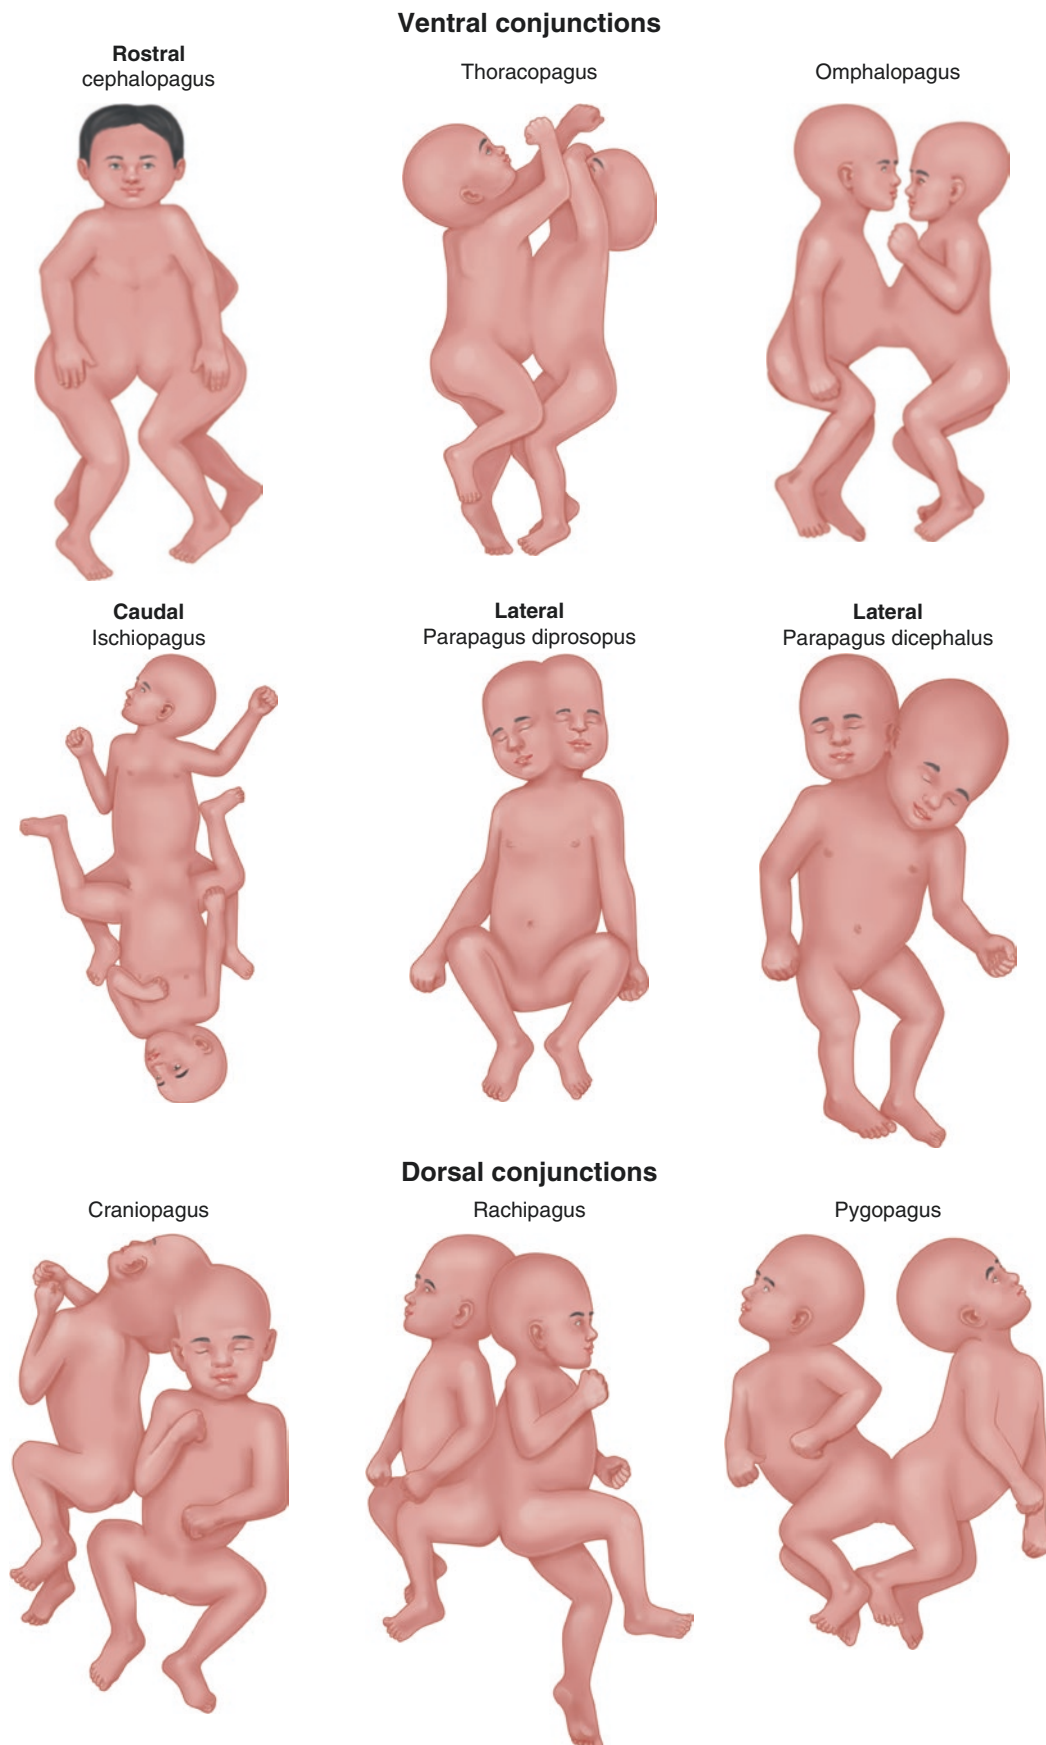 Ventral conjunctions
Rostral
cephalopagus
Thoracopagus
Omphalopagus
Caudal
Ischiopagus
Lateral
Parapagus diprosopus
Lateral
Parapagus dicephalus
Dorsal conjunctions
Craniopagus
Rachipagus
Pygopagus